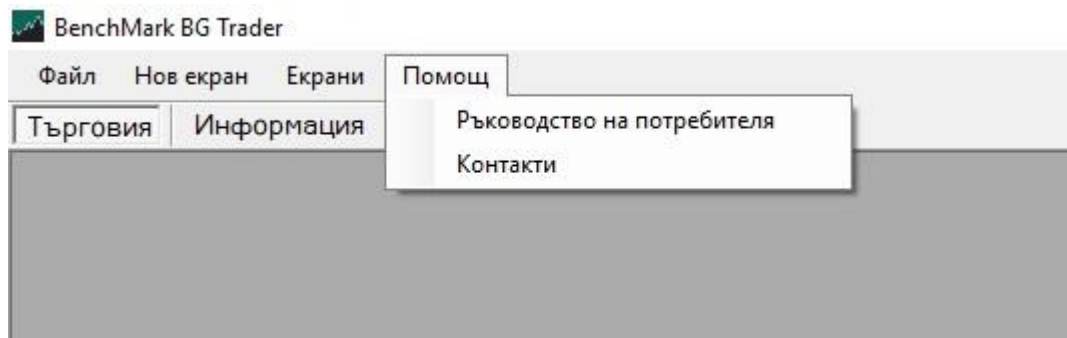 BenchMark BG Trader
Файл Нов екран Екрани Помощ
Търговия Информация
Ръководство на потребителя
Контакти